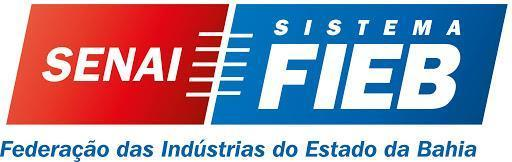 SENAI
SISTEMA
FIEB
Federação das Indústrias do Estado da Bahia